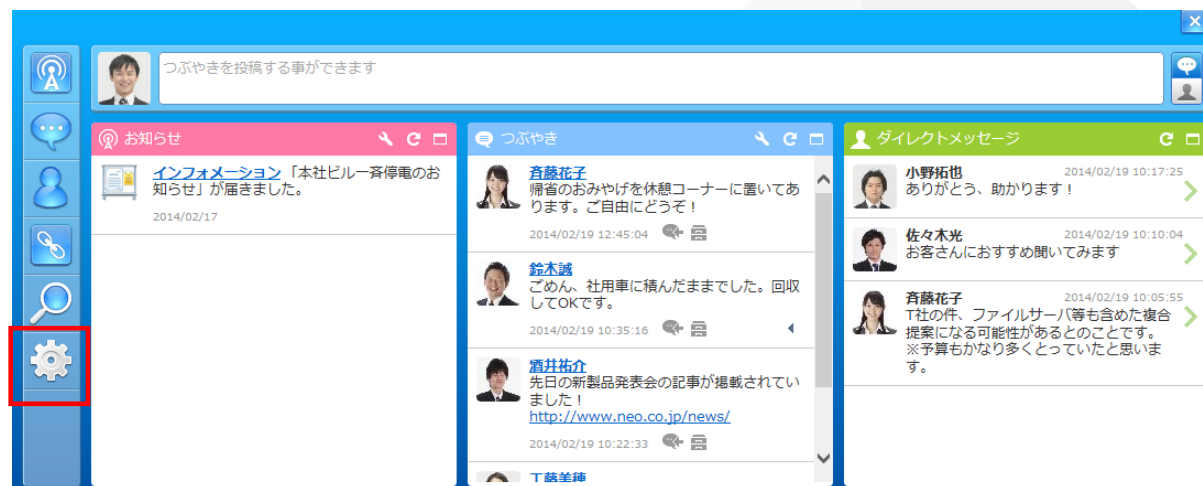 つぶやきを投稿する事ができます
お知らせ
インフォメーション「本社ビル一斉停電のお
知らせ」が届きました。
2014/02/17
つぶやき
斉藤花子
帰省のおみやげを休憩コーナーに置いてあ
ります。ご自由にどうぞ！
2014/02/19 12:45:04
鈴木誠
ごめん、社用車に積んだままでした。回収
してOKです。
2014/02/19 10:35:16
酒井祐介
先日の新製品発表会の記事が掲載されてい
ました！
http://www.neo.co.jp/news/
2014/02/19 10:22:33
工藤美穂
ダイレクトメッセージ
小野拓也 2014/02/19 10:17:25
ありがとう、助かります！
佐々木光 2014/02/19 10:10:04
お客さんにおすすめ聞いてみます
斉藤花子 2014/02/19 10:05:55
T社の件、ファイルサーバ等も含めた複合
提案になる可能性があるとのことです。
※予算もかなり多くとっていたと思いま
す。